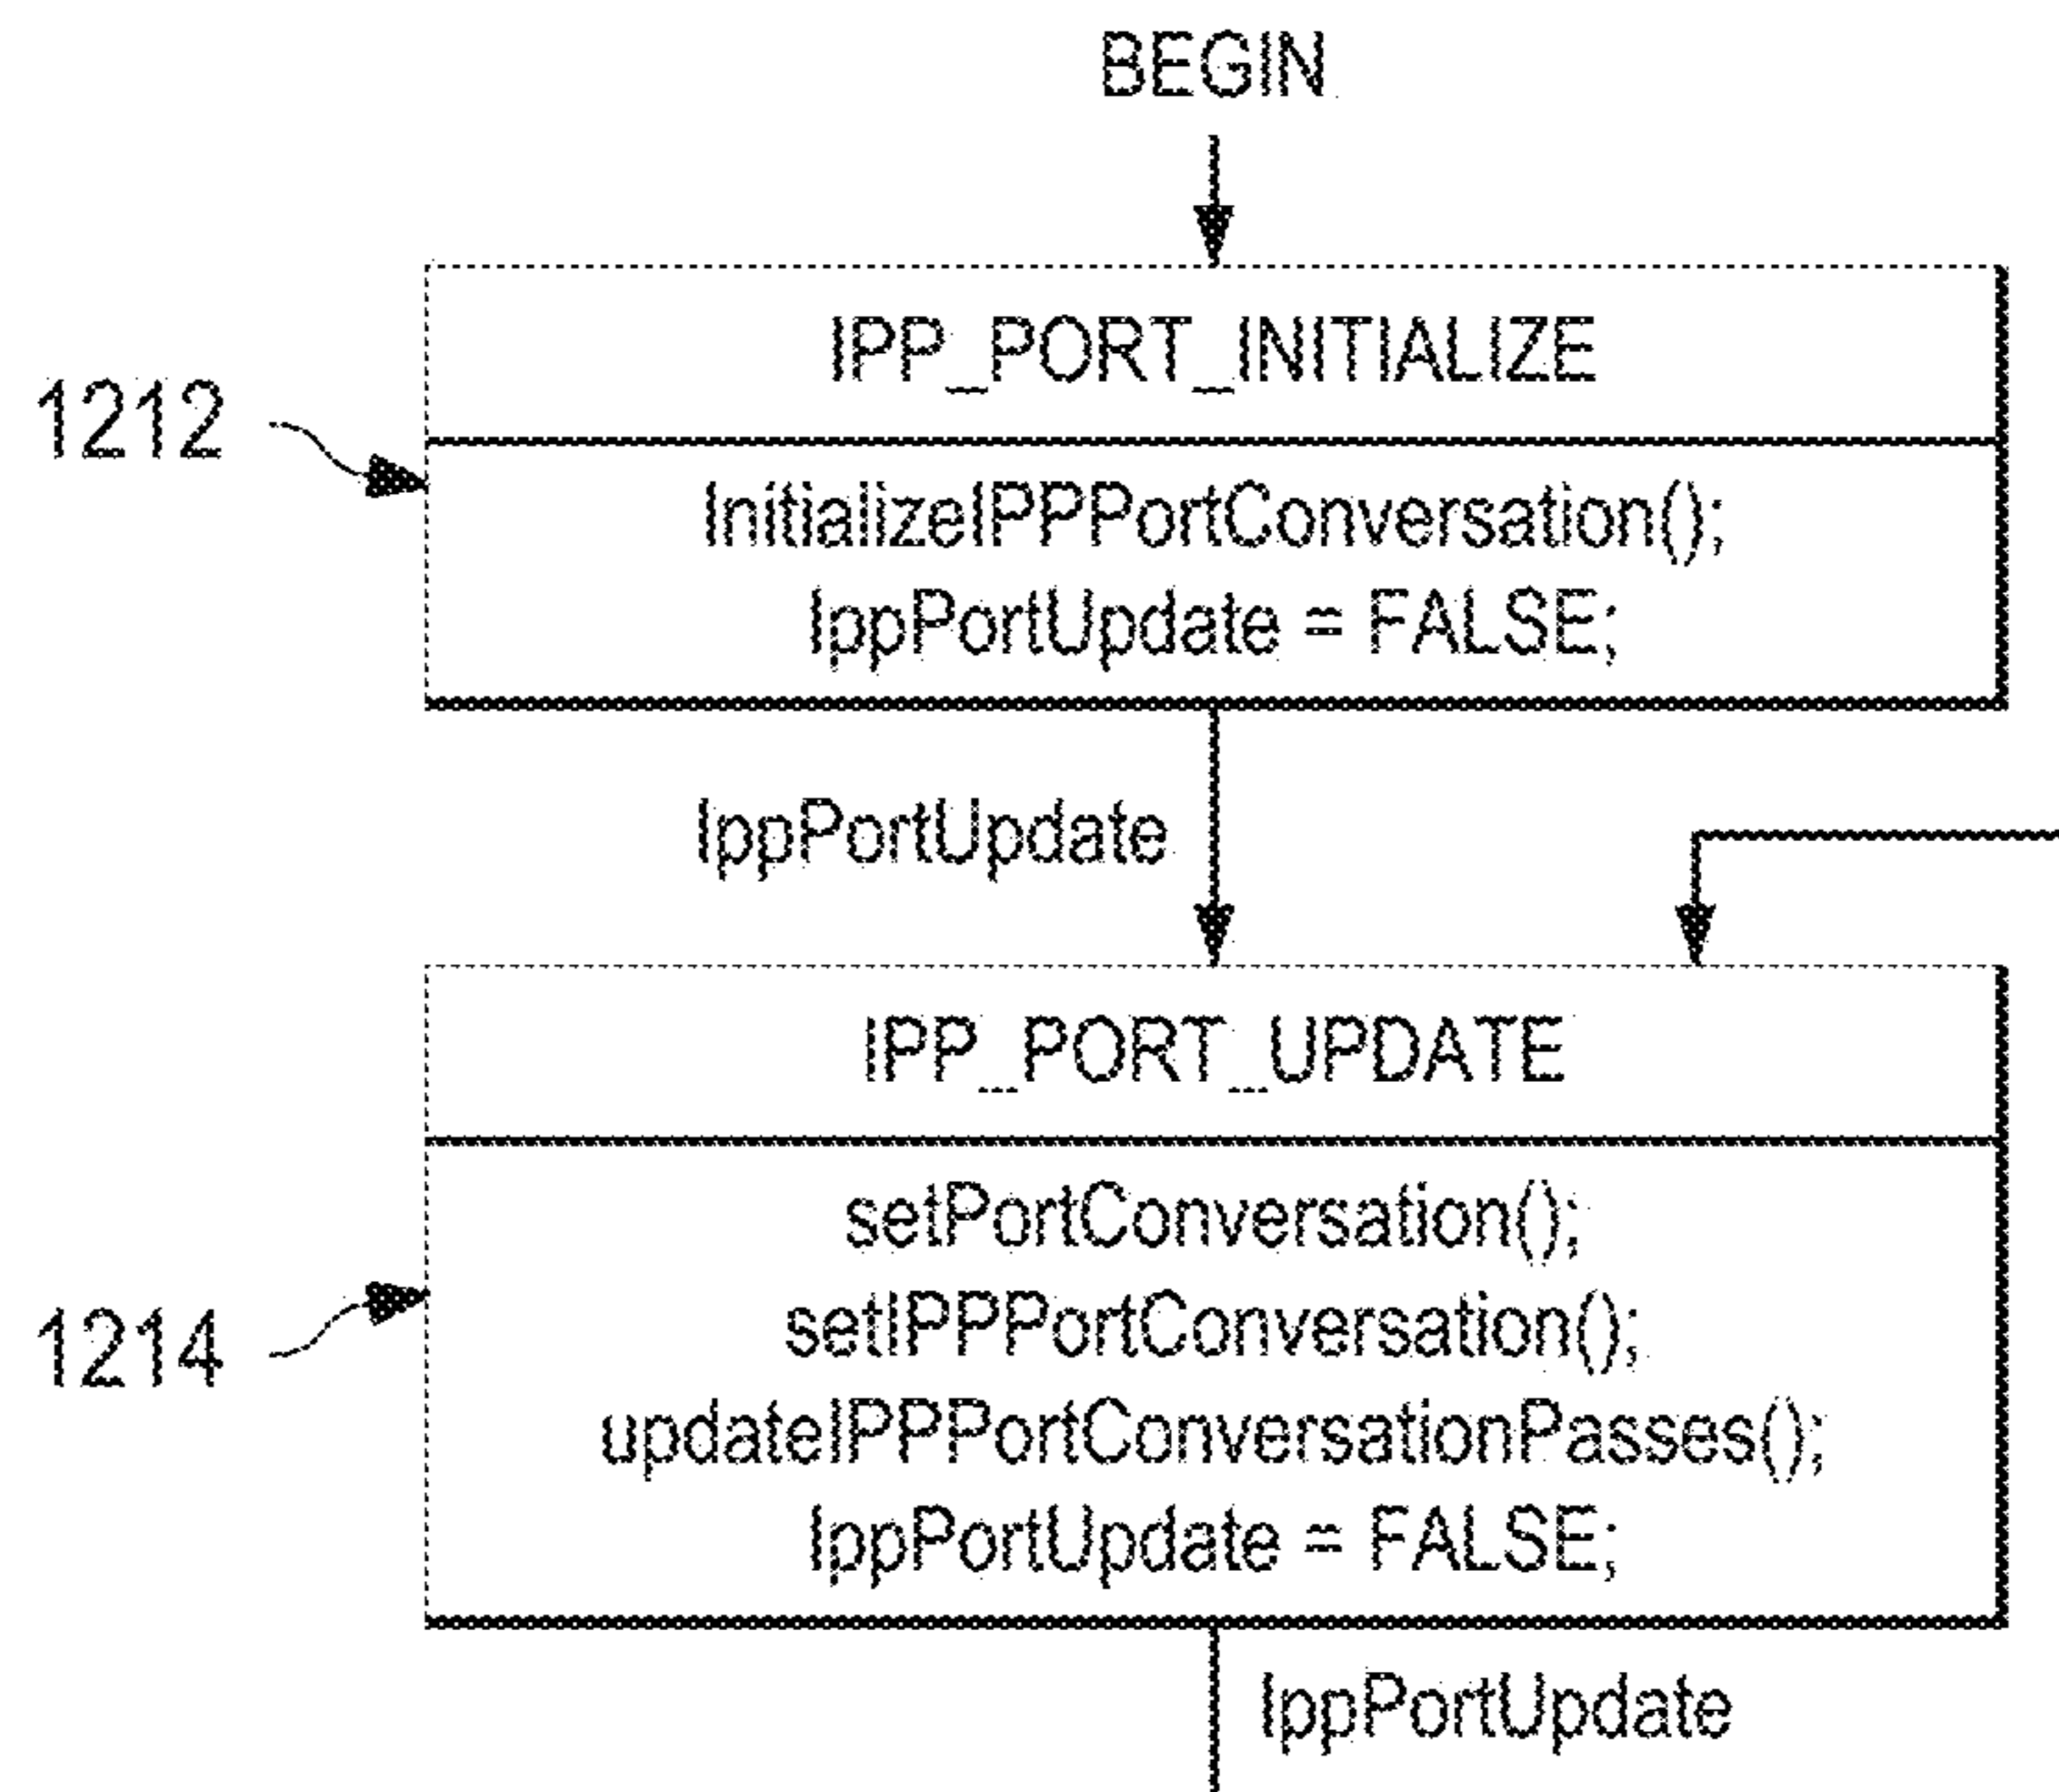 BEGIN
IPP_PORT_INITIALIZE
1212
InitializeIPPPortConversation();
IppPortUpdate = FALSE;
IppPortUpdate
IPP_PORT_UPDATE
setPortConversation();
setIPPPortConversation();
1214
updateIPPPortConversationPasses();
IppPortUpdate = FALSE;
IppPortUpdate